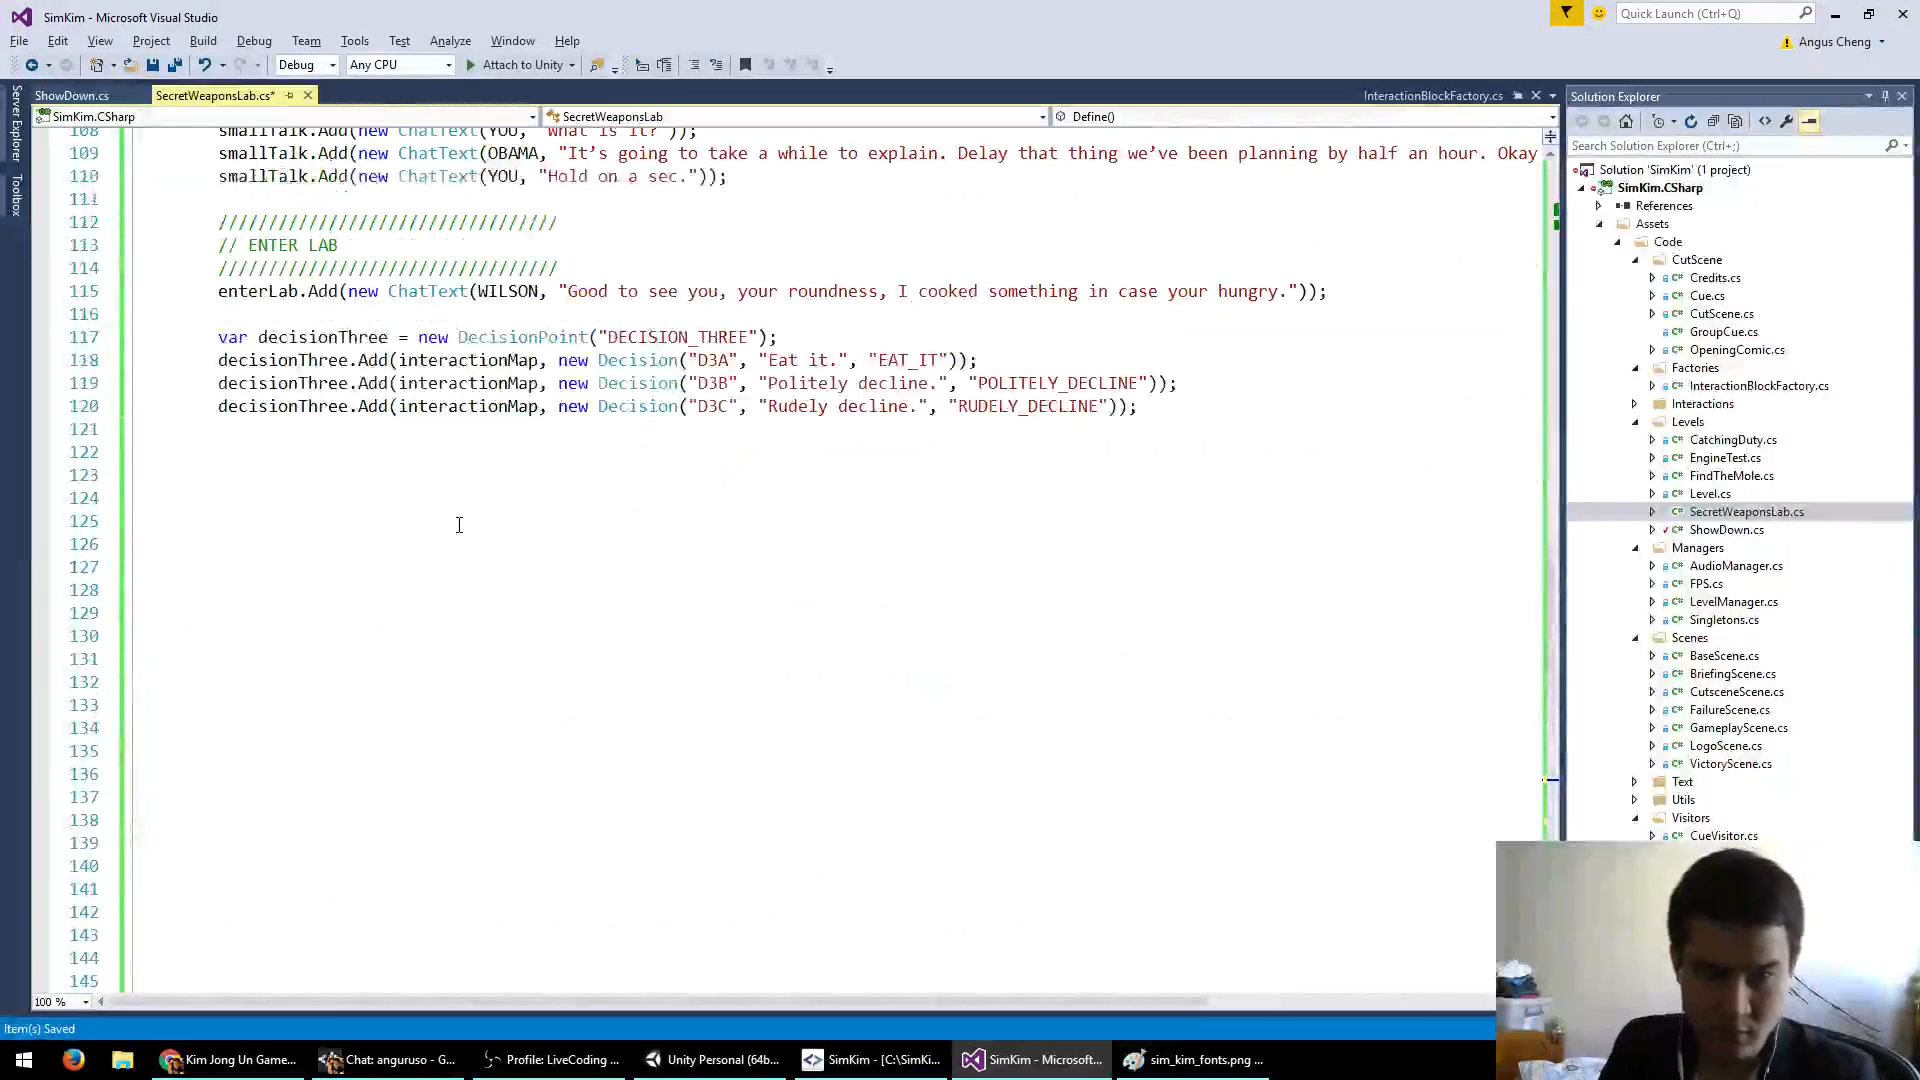 SimKim - Microsoft Visual Studio
Quick Launch (Ctrl+Q)
File Edit View Project Build Debug Team Tools Test Analyze Window Help
Angus Cheng
Debug Any CPU Attach to Unity
Server Explorer
Toolbox
ShowDown.cs SecretWeaponsLab.cs* InteractionBlockFactory.cs
SimKim.CSharp SecretWeaponsLab Define()
108 smallTalk.Add(new ChatText(YOU, "What is it?"));
109 smallTalk.Add(new ChatText(OBAMA, "It’s going to take a while to explain. Delay that thing we’ve been planning by half an hour. Okay
110 smallTalk.Add(new ChatText(YOU, "Hold on a sec."));
111
112 //////////////////////////////////
113 // ENTER LAB
114 //////////////////////////////////
115 enterLab.Add(new ChatText(WILSON, "Good to see you, your roundness, I cooked something in case your hungry."));
116
117 var decisionThree = new DecisionPoint("DECISION_THREE");
118 decisionThree.Add(interactionMap, new Decision("D3A", "Eat it.", "EAT_IT"));
119 decisionThree.Add(interactionMap, new Decision("D3B", "Politely decline.", "POLITELY_DECLINE"));
120 decisionThree.Add(interactionMap, new Decision("D3C", "Rudely decline.", "RUDELY_DECLINE"));
121
122
123
124
125
126
127
128
129
130
131
132
133
134
135
136
137
138
139
140
141
142
143
144
145
100 %
Solution Explorer
Search Solution Explorer (Ctrl+;)
Solution 'SimKim' (1 project)
SimKim.CSharp
References
Assets
Code
CutScene
Credits.cs
Cue.cs
CutScene.cs
GroupCue.cs
OpeningComic.cs
Factories
InteractionBlockFactory.cs
Interactions
Levels
CatchingDuty.cs
EngineTest.cs
FindTheMole.cs
Level.cs
SecretWeaponsLab.cs
ShowDown.cs
Managers
AudioManager.cs
FPS.cs
LevelManager.cs
Singletons.cs
Scenes
BaseScene.cs
BriefingScene.cs
CutsceneScene.cs
FailureScene.cs
GameplayScene.cs
LogoScene.cs
VictoryScene.cs
Text
Utils
Visitors
CueVisitor.cs
Item(s) Saved
Kim Jong Un Game... Chat: anguruso - G... Profile: LiveCoding ... Unity Personal (64b... SimKim - [C:\SimKi... SimKim - Microsoft... sim_kim_fonts.png ...